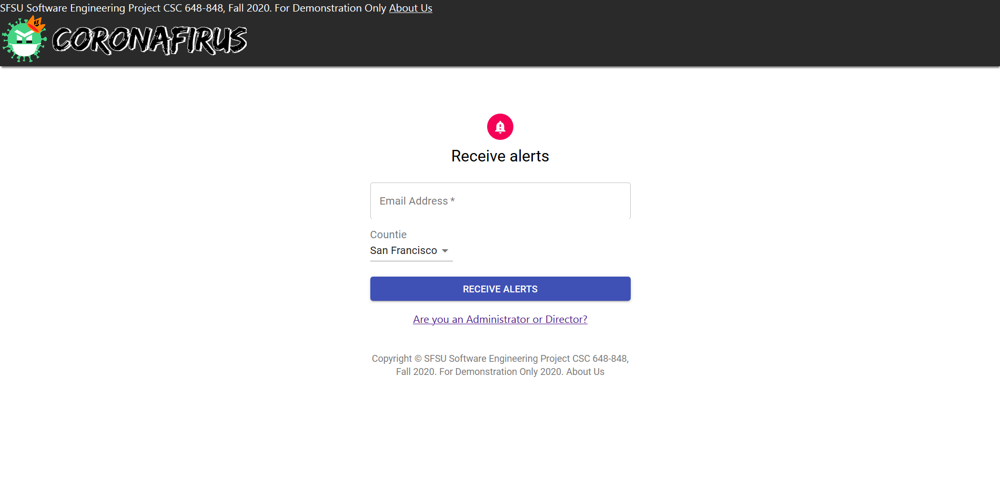 SFSU Software Engineering Project CSC 648-848, Fall 2020. For Demonstration Only About Us
CORONAFIRUS
Receive alerts
Email Address *
Countie
San Francisco
RECEIVE ALERTS
Are you an Administrator or Director?
Copyright © SFSU Software Engineering Project CSC 648-848,
Fall 2020. For Demonstration Only 2020. About Us